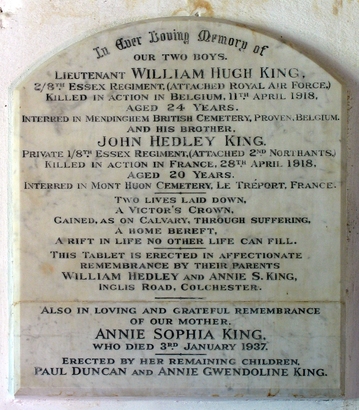 In Ever Loving Memory of
OUR TWO BOYS.
LIEUTENANT WILLIAM HUGH KING,
2/8TH ESSEX REGIMENT, (ATTACHED ROYAL AIR FORCE,)
KILLED IN ACTION IN BELGIUM, 11TH APRIL 1918,
AGED 24 YEARS.
INTERRED IN MENDINGHEM BRITISH CEMETERY, PROVEN, BELGIUM.
AND HIS BROTHER,
JOHN HEDLEY KING.
PRIVATE 1/8TH ESSEX REGIMENT, (ATTACHED 2ND NORTHANTS,)
KILLED IN ACTION IN FRANCE, 28TH APRIL 1918.
AGED 20 YEARS.
INTERRED IN MONT HUON CEMETERY, LE TRÉPORT, FRANCE.
TWO LIVES LAID DOWN,
A VICTOR'S CROWN,
GAINED, AS ON CALVARY, THROUGH SUFFERING,
A HOME BEREFT,
A RIFT IN LIFE NO OTHER LIFE CAN FILL.
THIS TABLET IS ERECTED IN AFFECTIONATE
REMEMBRANCE BY THEIR PARENTS
WILLIAM HEDLEY AND ANNIE S. KING,
INGLIS ROAD, COLCHESTER.
ALSO IN LOVING AND GRATEFUL REMEMBRANCE
OF OUR MOTHER,
ANNIE SOPHIA KING,
WHO DIED 3RD JANUARY 1937.
ERECTED BY HER REMAINING CHILDREN,
PAUL DUNCAN AND ANNIE GWENDOLINE KING.